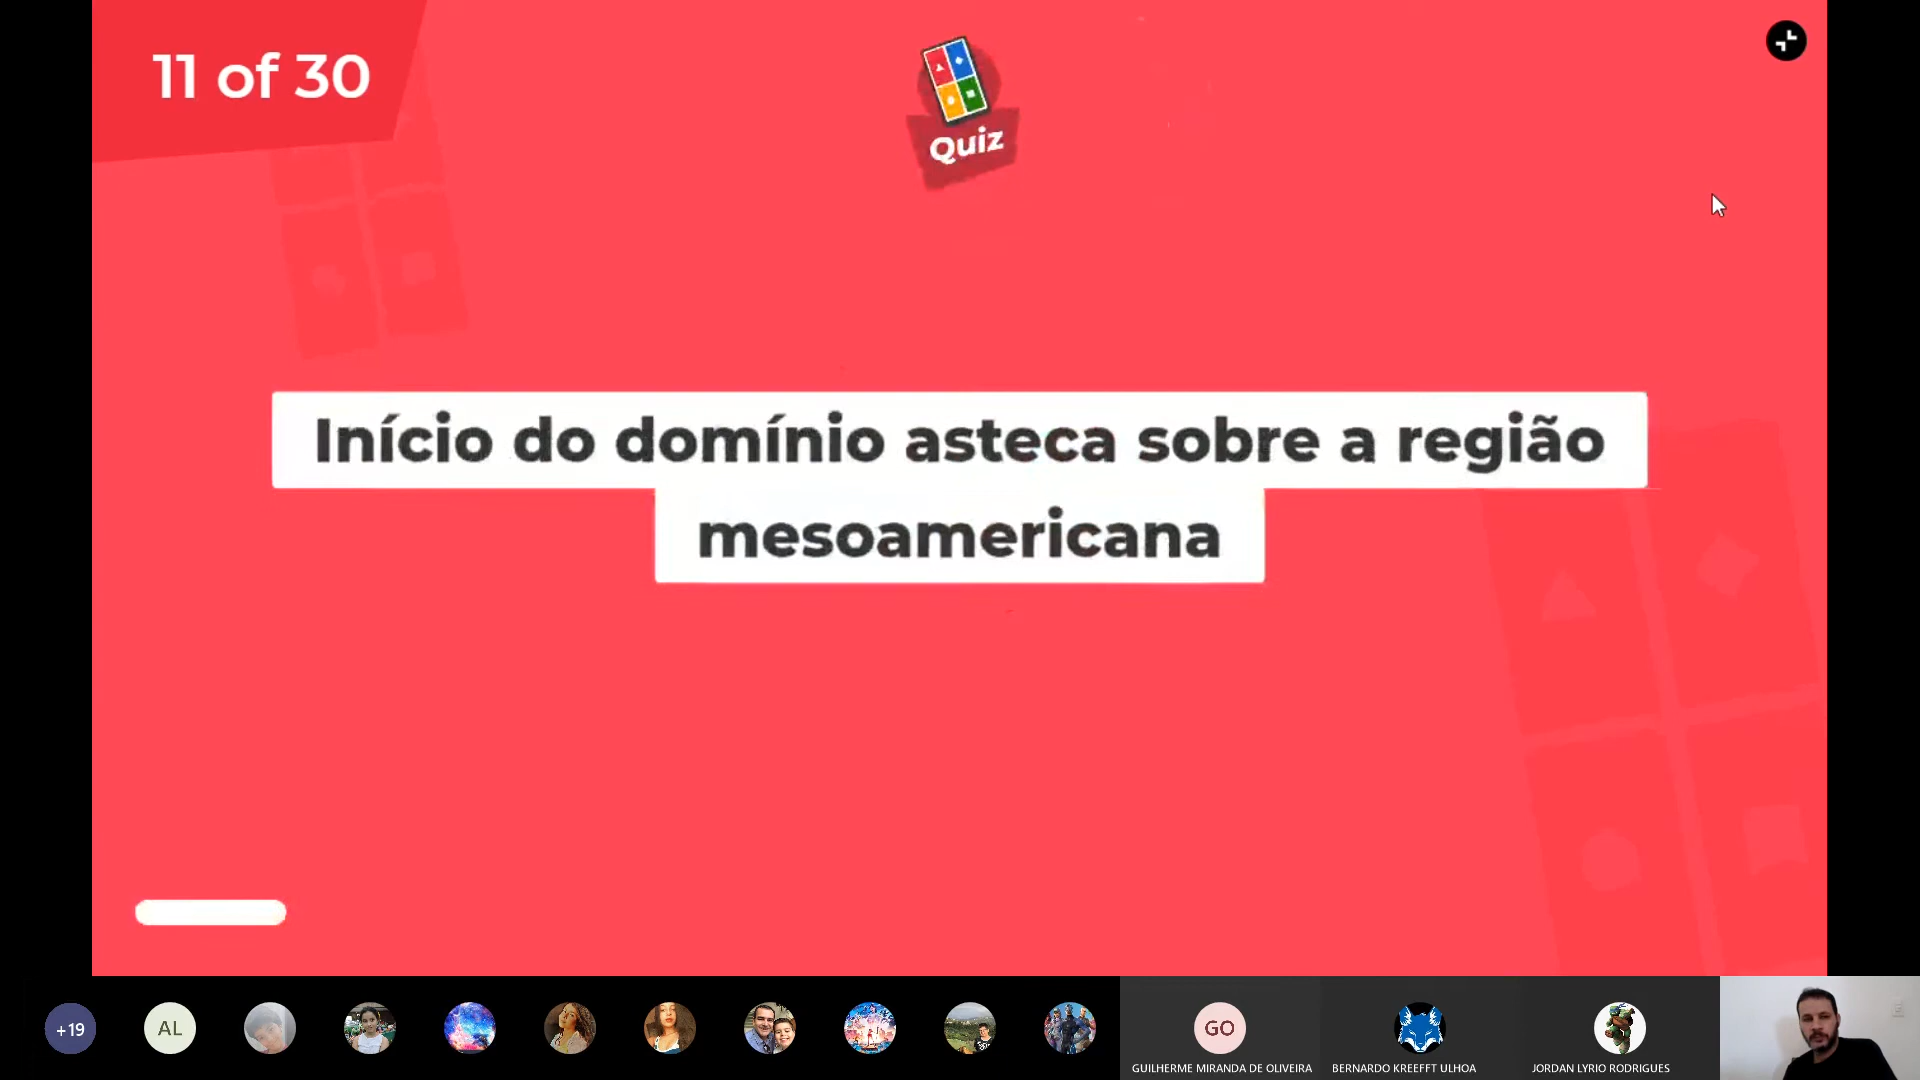 11 of 30
Quiz
Início do domínio asteca sobre a região
mesoamericana
+19
AL
GO
GUILHERME MIRANDA DE OLIVEIRA
BERNARDO KREEFFT ULHOA
JORDAN LYRIO RODRIGUES